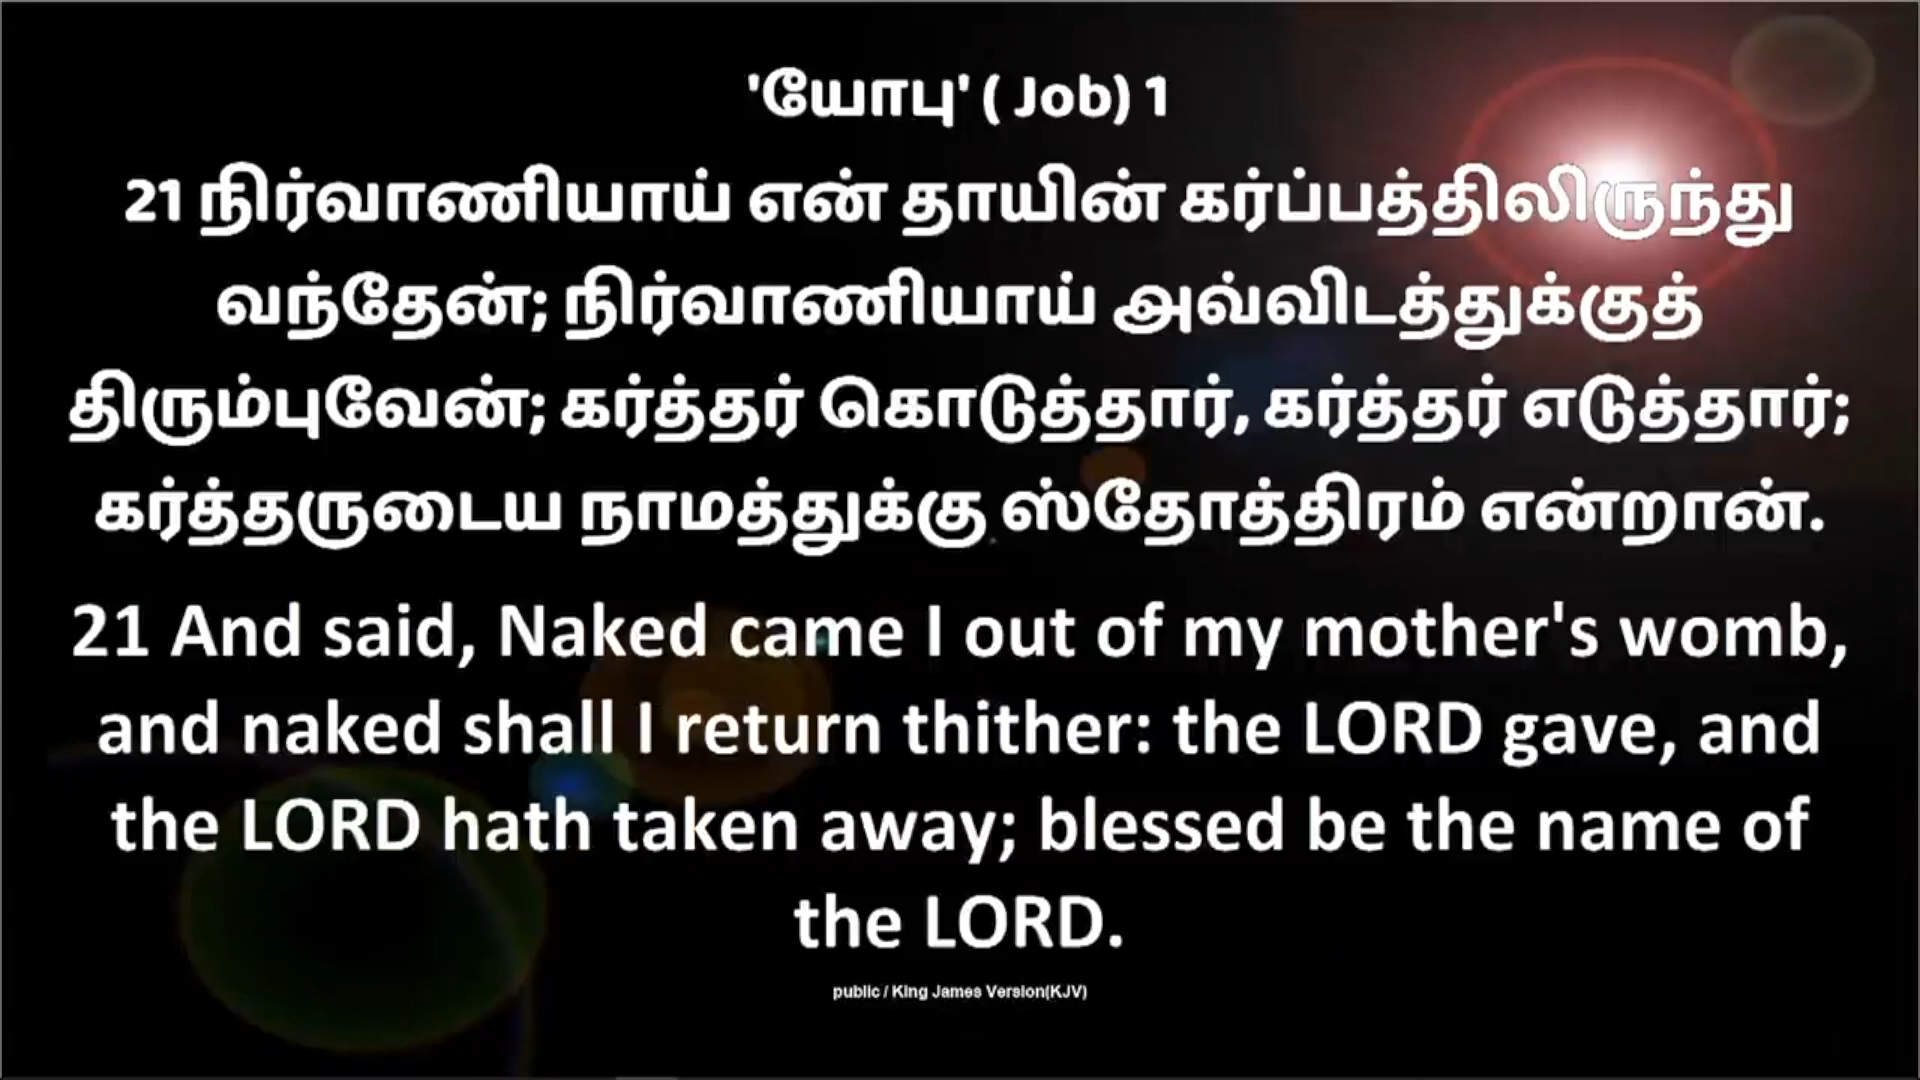 'யோபு' ( Job) 1
21 நிர்வாணியாய் என் தாயின் கர்ப்பத்திலிருந்து
வந்தேன்; நிர்வாணியாய் அவ்விடத்துக்குத்
திரும்புவேன்; கர்த்தர் கொடுத்தார், கர்த்தர் எடுத்தார்;
கர்த்தருடைய நாமத்துக்கு ஸ்தோத்திரம் என்றான்.
21 And said, Naked came I out of my mother's womb,
and naked shall I return thither: the LORD gave, and
the LORD hath taken away; blessed be the name of
the LORD.
public / King James Version(KJV)